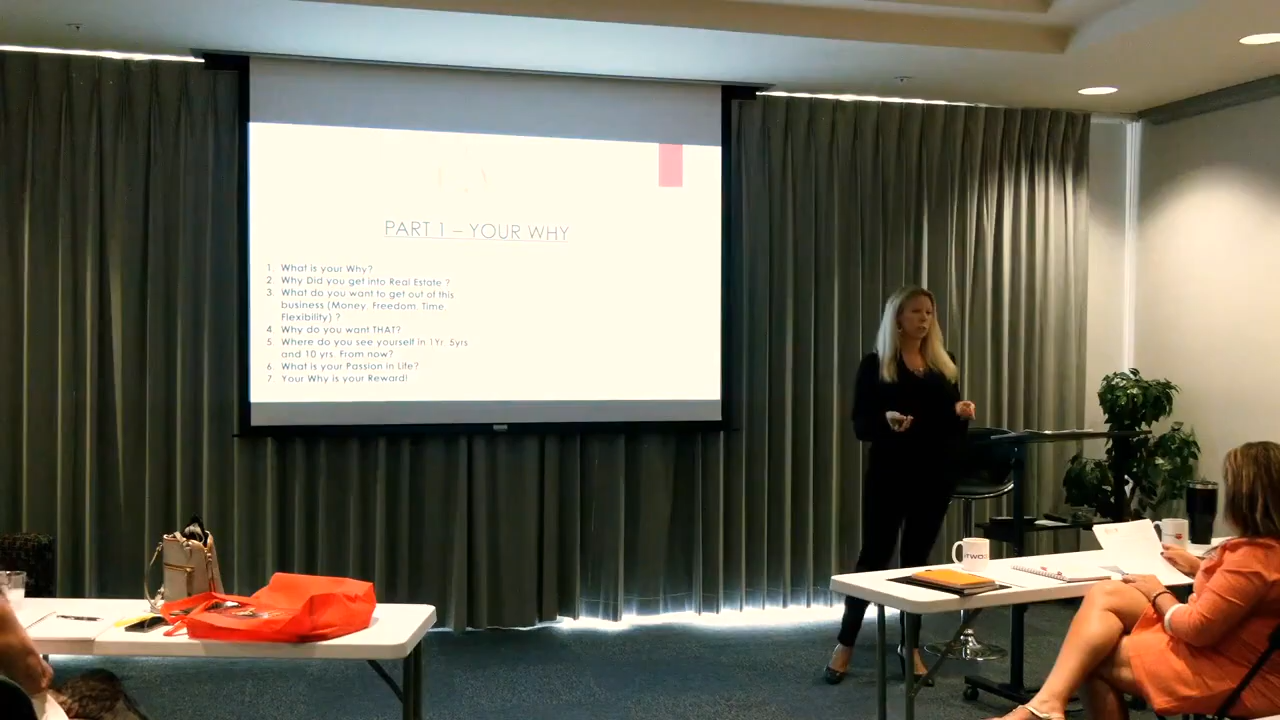 PART 1 – YOUR WHY
1. What is your Why?
2. Why Did you get into Real Estate ?
3. What do you want to get out of this
business (Money. Freedom. Time.
Flexibility) ?
4. Why do you want THAT?
5. Where do you see yourself in 1Yr. 5yrs
and 10 yrs. From now?
6. What is your Passion in Life?
7 Your Why is your Reward!